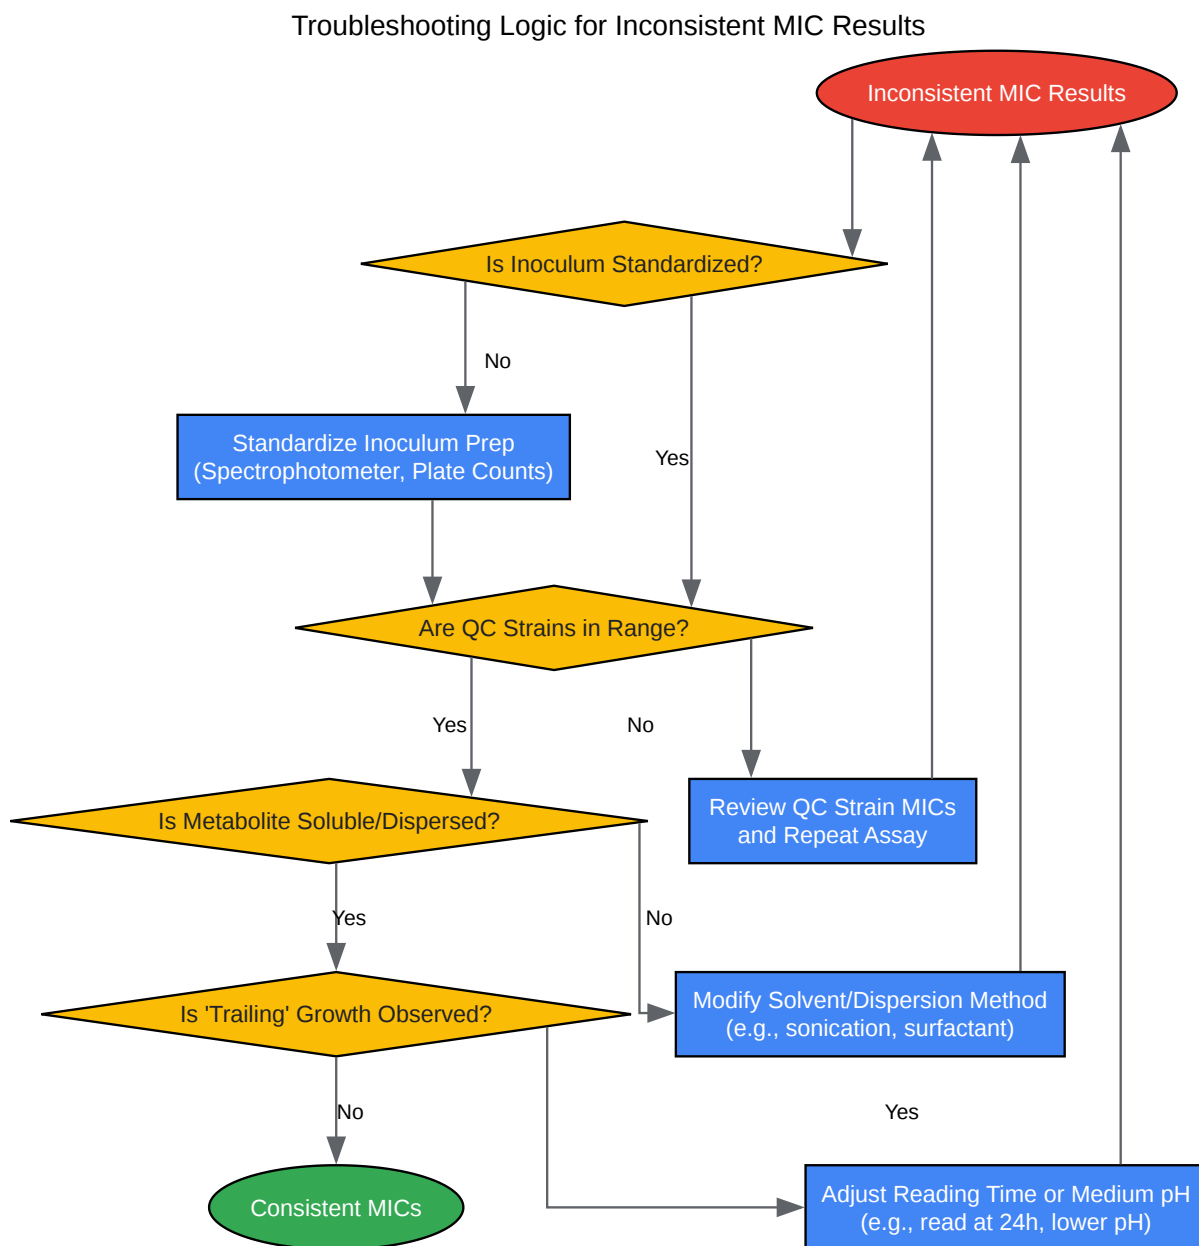 Troubleshooting Logic for Inconsistent MIC Results
Inconsistent MIC Results
Is Inoculum Standardized?
No
Standardize Inoculum Prep
(Spectrophotometer, Plate Counts)
Yes
Are QC Strains in Range?
Yes
No
Is Metabolite Soluble/Dispersed?
Review QC Strain MICs
and Repeat Assay
Yes
No
Is 'Trailing' Growth Observed?
Modify Solvent/Dispersion Method
(e.g., sonication, surfactant)
No
Yes
Consistent MICs
Adjust Reading Time or Medium pH
(e.g., read at 24h, lower pH)